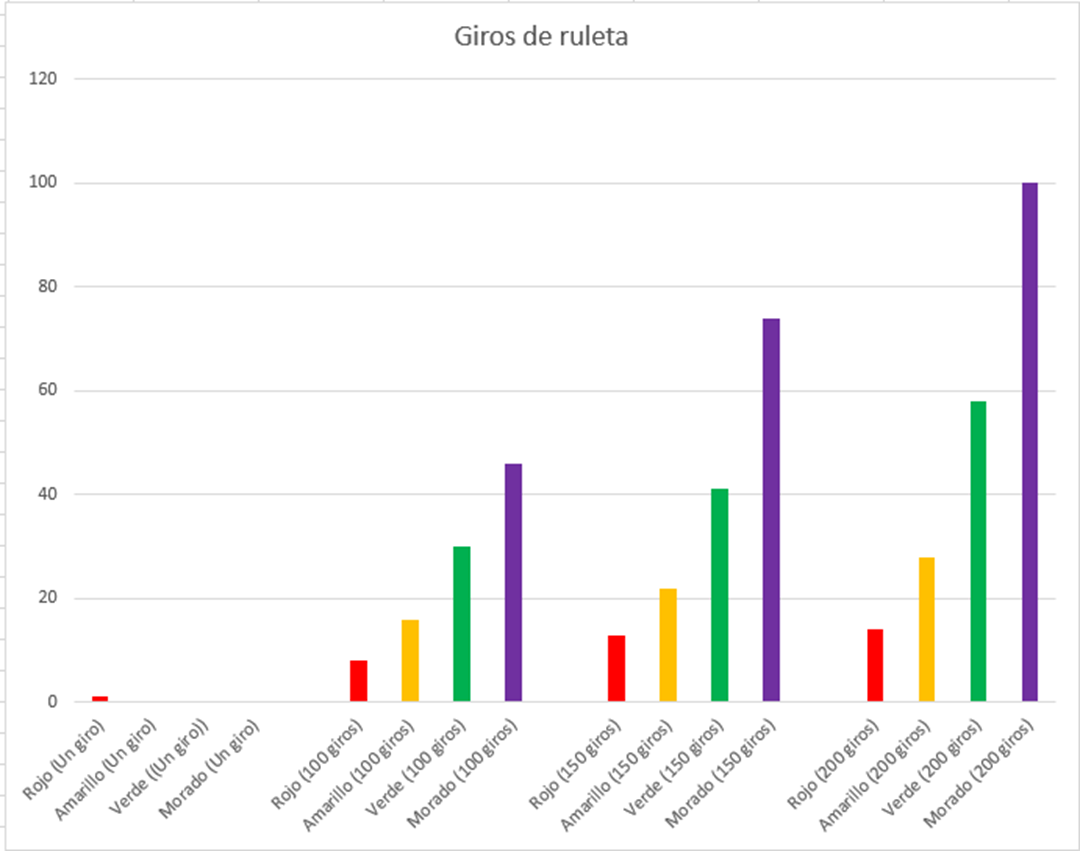 Giros de ruleta
120
100
80
60
40
20
0
Rojo (Un giro)
Amarillo (Un giro)
Verde ((Un giro))
Morado (Un giro)
Rojo (100 giros)
Amarillo (100 giros)
Verde (100 giros)
Morado (100 giros)
Rojo (150 giros)
Amarillo (150 giros)
Verde (150 giros)
Morado (150 giros)
Rojo (200 giros)
Amarillo (200 giros)
Verde (200 giros)
Morado (200 giros)